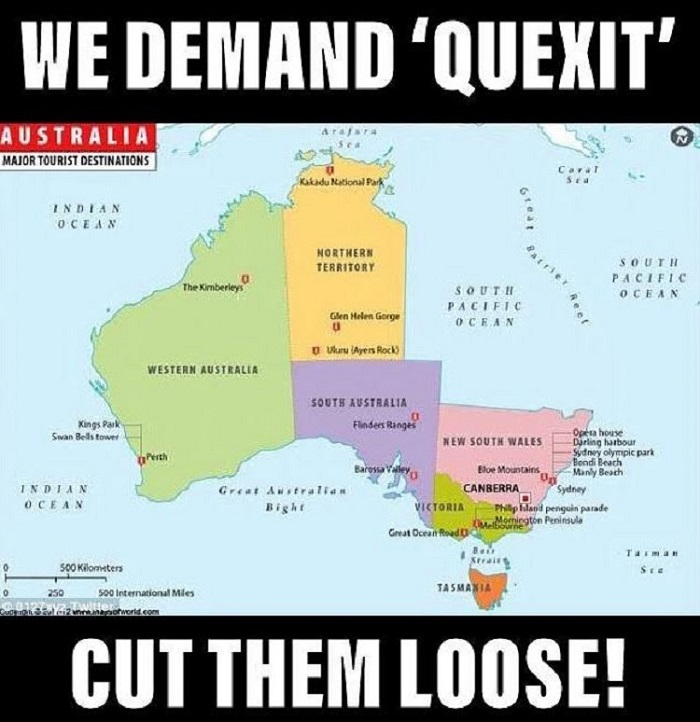 WE DEMAND 'QUEXIT'
AUSTRALIA
MAJOR TOURIST DESTINATIONS
Arafura
Sea
Coral
Sea
Kakadu National Park
INDIAN
OCEAN
Great Barrier Reef
NORTHERN
TERRITORY
SOUTH
PACIFIC
OCEAN
The Kimberleys
SOUTH
PACIFIC
OCEAN
Glen Helen Gorge
Uluru (Ayers Rock)
WESTERN AUSTRALIA
SOUTH AUSTRALIA
Flinders Ranges
Kings Park
Swan Bells tower
Perth
NEW SOUTH WALES
Opera house
Darling harbour
Sydney olympic park
Bondi Beach
Manly Beach
Barossa Valley
Blue Mountains
Sydney
CANBERRA
INDIAN
OCEAN
Great Australian
Bight
VICTORIA
Philip Island penguin parade
Mornington Peninsula
Melbourne
Great Ocean Road
Bass
Strait
Tasman
Sea
TASMANIA
0 500 Kilometers
0 250 500 International Miles
© 0127xyz Twitter
CUT THEM LOOSE!